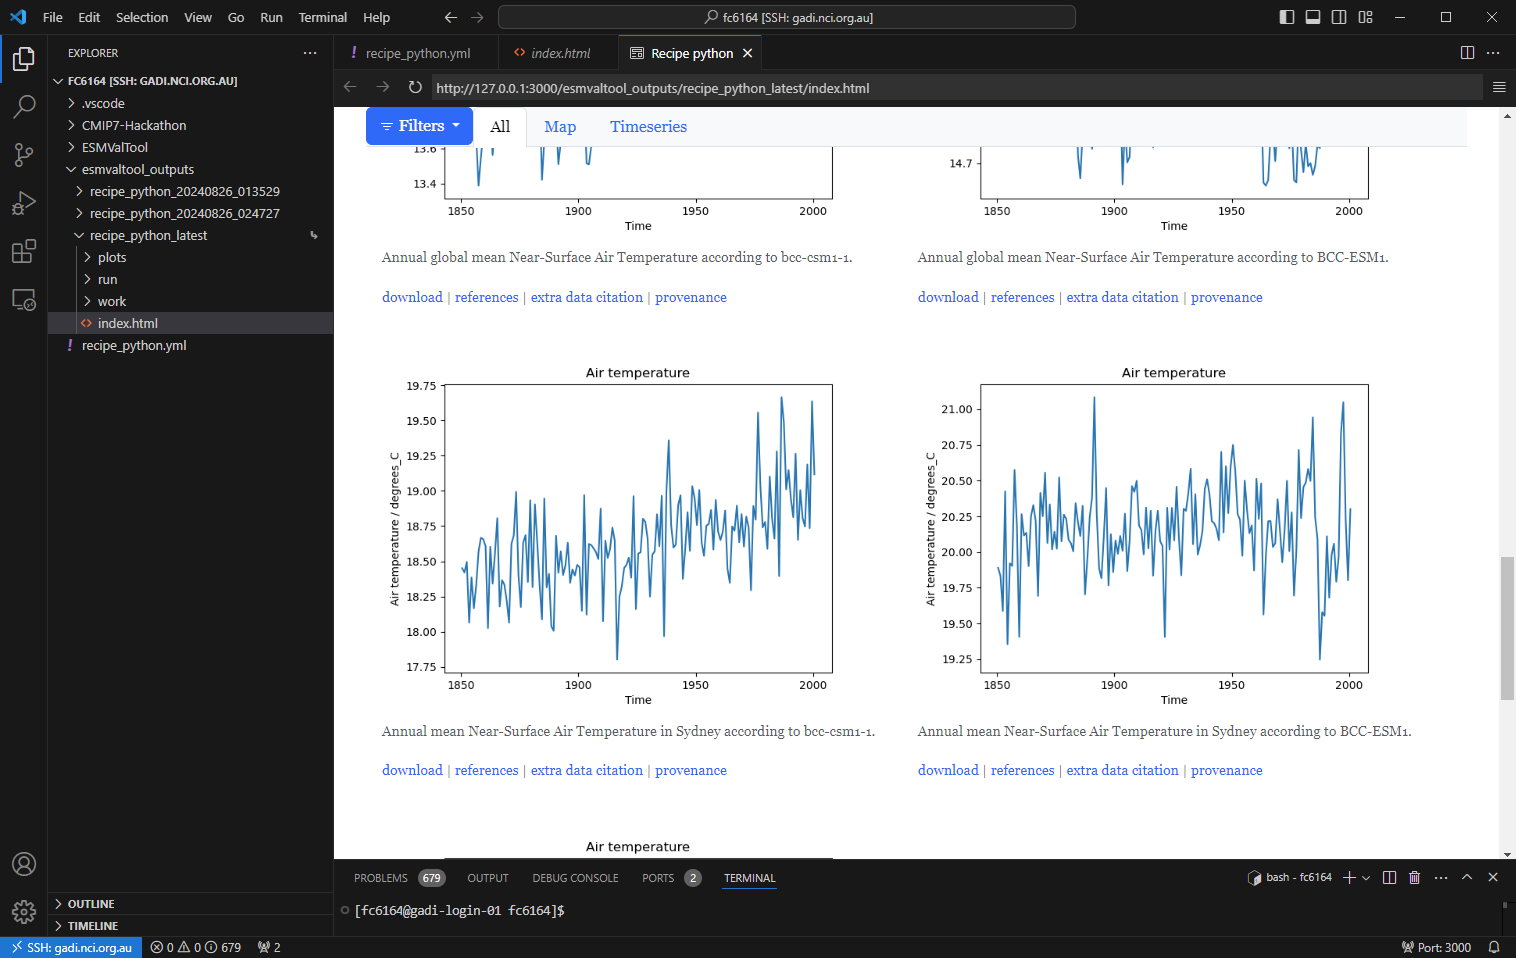 File Edit Selection View Go Run Terminal Help
fc6164 [SSH: gadi.nci.org.au]
EXPLORER
FC6164 [SSH: GADI.NCI.ORG.AU]
.vscode
CMIP7-Hackathon
ESMValTool
esmvaltool_outputs
recipe_python_20240826_013529
recipe_python_20240826_024727
recipe_python_latest
plots
run
work
index.html
recipe_python.yml
OUTLINE
TIMELINE
recipe_python.yml index.html Recipe python
http://127.0.0.1:3000/esmvaltool_outputs/recipe_python_latest/index.html
Filters All Map Timeseries
13.6
13.4
1850 1900 1950 2000
Time
14.7
1850 1900 1950 2000
Time
Annual global mean Near-Surface Air Temperature according to bcc-csm1-1.
download | references | extra data citation | provenance
Annual global mean Near-Surface Air Temperature according to BCC-ESM1.
download | references | extra data citation | provenance
Air temperature
19.75
19.50
19.25
19.00
18.75
18.50
18.25
18.00
17.75
Air temperature / degrees_C
1850 1900 1950 2000
Time
Annual mean Near-Surface Air Temperature in Sydney according to bcc-csm1-1.
download | references | extra data citation | provenance
Air temperature
21.00
20.75
20.50
20.25
20.00
19.75
19.50
19.25
Air temperature / degrees_C
1850 1900 1950 2000
Time
Annual mean Near-Surface Air Temperature in Sydney according to BCC-ESM1.
download | references | extra data citation | provenance
Air temperature
PROBLEMS 679 OUTPUT DEBUG CONSOLE PORTS 2 TERMINAL
bash - fc6164
[fc6164@gadi-login-01 fc6164]$
SSH: gadi.nci.org.au 0 0 679 2
Port: 3000